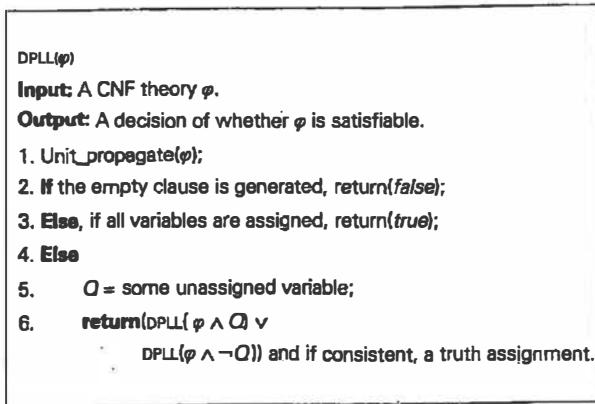 DPLL(φ)
Input: A CNF theory φ.
Output: A decision of whether φ is satisfiable.
1. Unit_propagate(φ);
2. If the empty clause is generated, return(false);
3. Else, if all variables are assigned, return(true);
4. Else
5. Q = some unassigned variable;
6. return(DPLL( φ ∧ Q) ∨
DPLL(φ ∧ ¬Q)) and if consistent, a truth assignment.